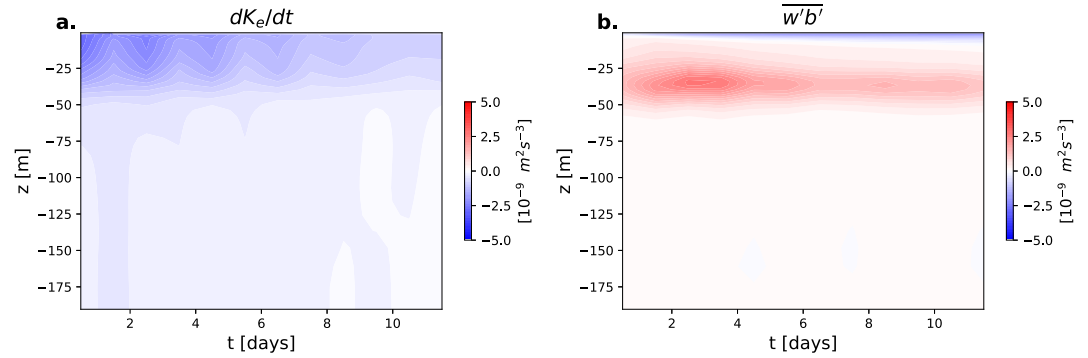 a. $dK_e/dt$
−25
−50
−75
−100
−125
−150
−175
z [m]
2 4 6 8 10
t [days]
5.0
2.5
0.0
−2.5
−5.0
$[10^{-9}\ m^2s^{-3}]$
b. $\overline{w'b'}$
−25
−50
−75
−100
−125
−150
−175
z [m]
2 4 6 8 10
t [days]
5.0
2.5
0.0
−2.5
−5.0
$[10^{-9}\ m^2s^{-3}]$